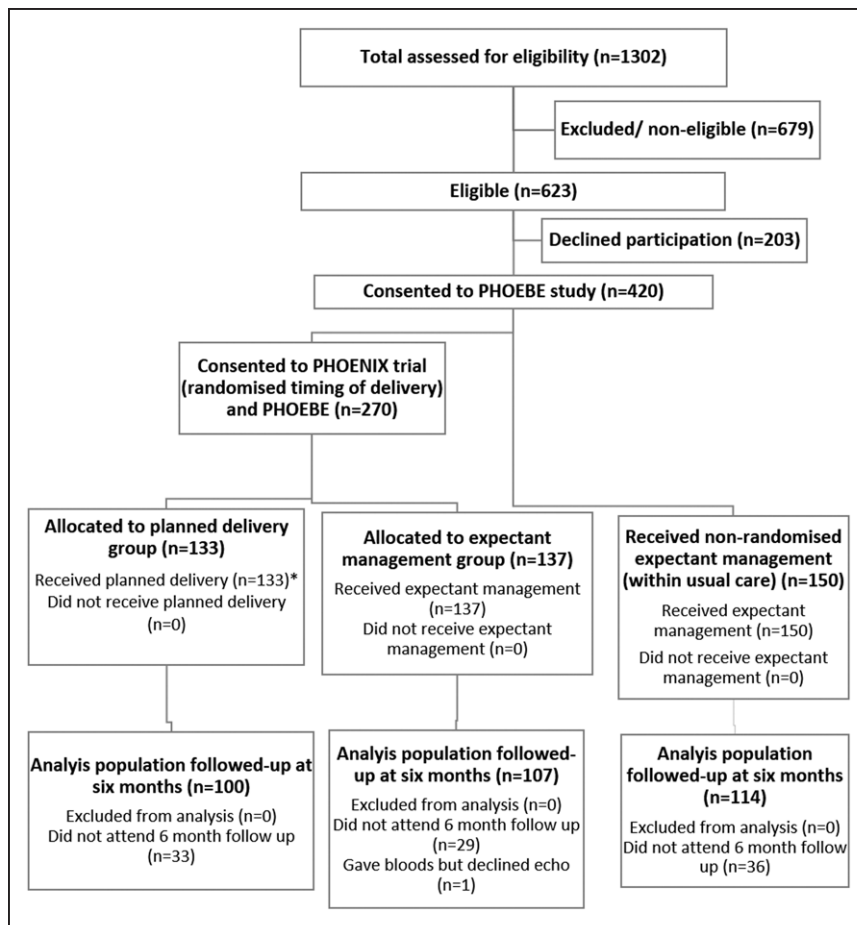 Total assessed for eligibility (n=1302)
Excluded/ non-eligible (n=679)
Eligible (n=623)
Declined participation (n=203)
Consented to PHOEBE study (n=420)
Consented to PHOENIX trial
(randomised timing of delivery)
and PHOEBE
(n=270)
Allocated to planned delivery
group (n=133)
Received planned delivery (n=133)*
Did not receive planned delivery
(n=0)
Allocated to expectant
management group (n=137)
Received expectant management
(n=137)
Did not receive expectant
management (n=0)
Received non-randomised
expectant management
(within usual care) (n=150)
Received expectant
management (n=150)
Did not receive expectant
management (n=0)
Analyis population followed-up at
six months (n=100)
Excluded from analysis (n=0)
Did not attend 6 month follow up
(n=33)
Analyis population followed-
up at six months (n=107)
Excluded from analysis (n=0)
Did not attend 6 month follow up
(n=29)
Gave bloods but declined echo
(n=1)
Analyis population
followed-up at six months
(n=114)
Excluded from analysis (n=0)
Did not attend 6 month follow
up (n=36)